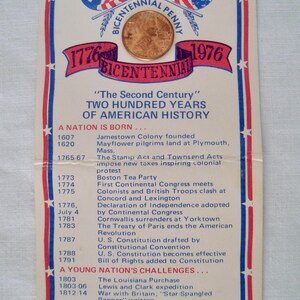 BICENTENNIAL PENNY
1776 1976
BICENTENNIAL
"The Second Century"
TWO HUNDRED YEARS
OF AMERICAN HISTORY
A NATION IS BORN . . .
1607 Jamestown Colony founded
1620 Mayflower pilgrims land at Plymouth,
Mass.
1765-67 The Stamp Act and Townsend Acts
impose new taxes inspiring colonial
protest
1773 Boston Tea Party
1774 First Continental Congress meets
1775 Colonists and British Troops clash at
Concord and Lexington
1776, Declaration of Independence adopted
July 4 by Continental Congress
1781 Cornwallis surrenders at Yorktown
1783 The Treaty of Paris ends the American
Revolution
1787 U.S. Constitution drafted by
Constitutional Convention
1788 U.S. Constitution becomes effective
1791 Bill of Rights added to Constitution
A YOUNG NATION'S CHALLENGES . . .
1803 The Louisiana Purchase
1803-06 Lewis and Clark expedition
1812-14 War with Britain, "Star-Spangled